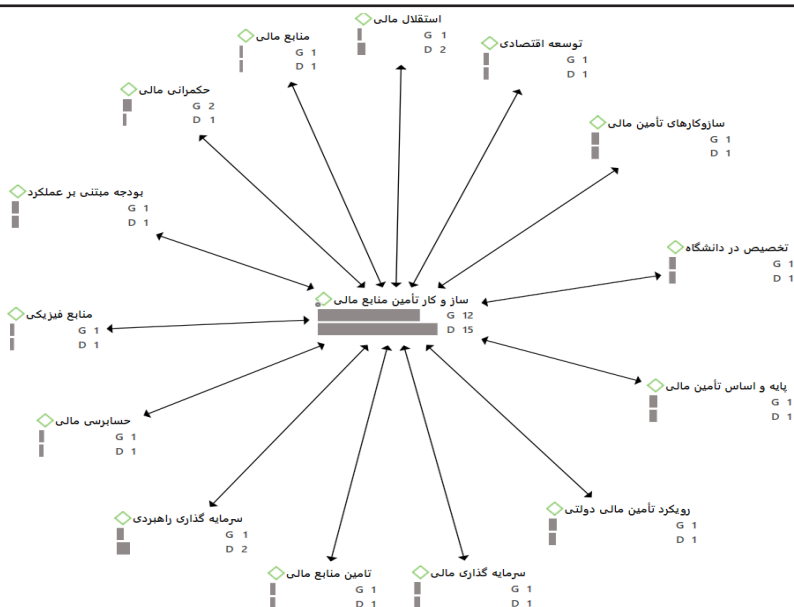 استقلال مالی
G 1
D 2
منابع مالی
G 1
D 1
توسعه اقتصادی
G 1
D 1
حکمرانی مالی
G 2
D 1
سازوکارهای تأمین مالی
G 1
D 1
بودجه مبتنی بر عملکرد
G 1
D 1
تخصیص در دانشگاه
G 1
D 1
ساز و کار تأمین منابع مالی
G 12
D 15
منابع فیزیکی
G 1
D 1
پایه و اساس تأمین مالی
G 1
D 1
حسابرسی مالی
G 1
D 1
رویکرد تأمین مالی دولتی
G 1
D 1
سرمایه گذاری راهبردی
G 1
D 2
تامین منابع مالی
G 1
D 1
سرمایه گذاری مالی
G 1
D 1